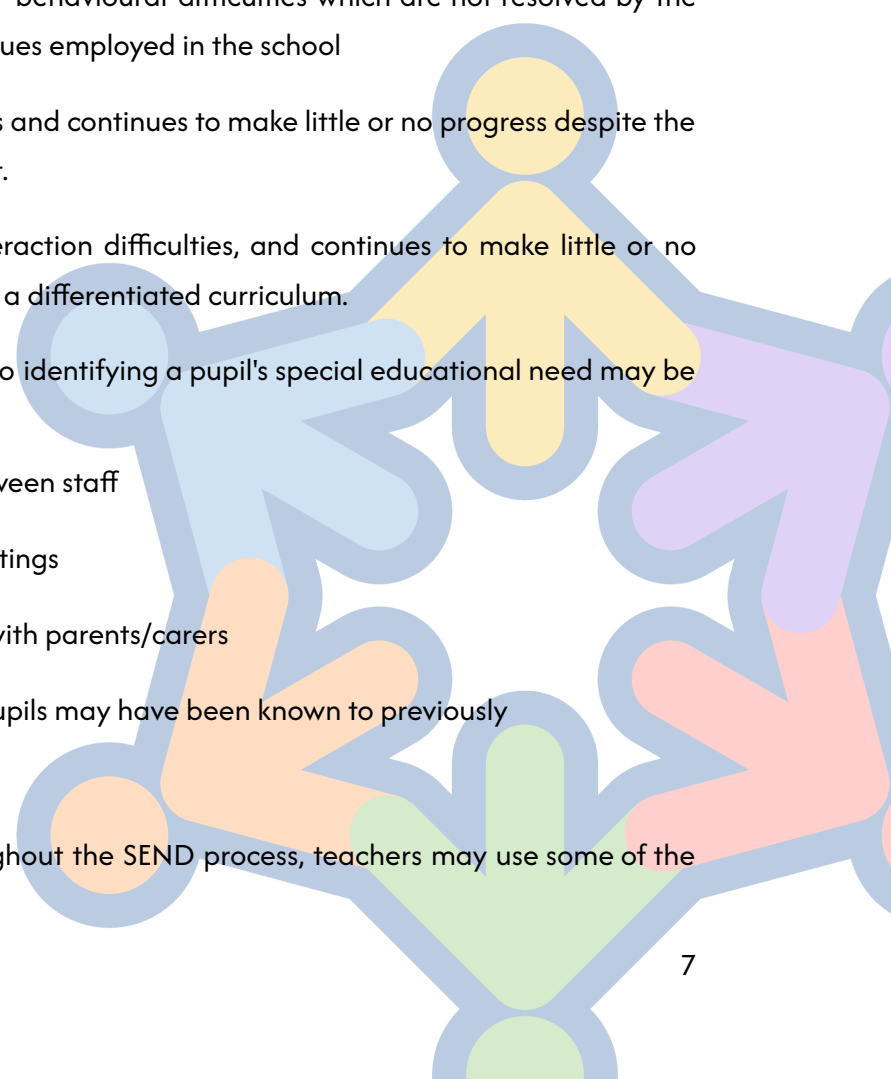 behavioural difficulties which are not resolved by the
ues employed in the school
s and continues to make little or no progress despite the
eraction difficulties, and continues to make little or no
a differentiated curriculum.
o identifying a pupil's special educational need may be
ween staff
tings
with parents/carers
upils may have been known to previously
ghout the SEND process, teachers may use some of the
7